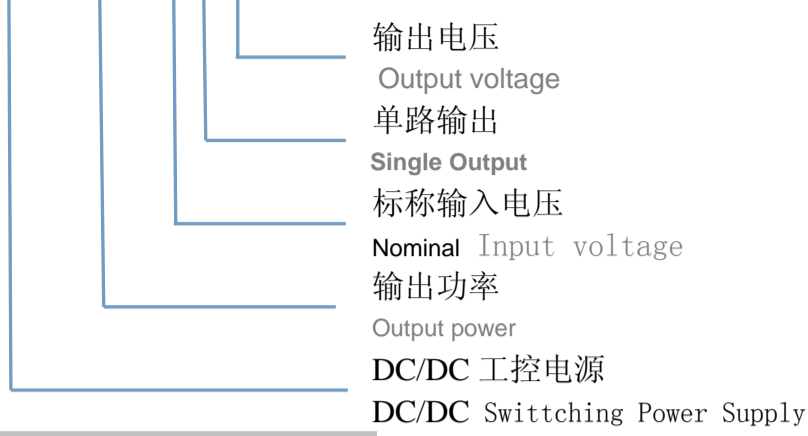 输出电压
Output voltage
单路输出
Single Output
标称输入电压
Nominal Input voltage
输出功率
Output power
DC/DC 工控电源
DC/DC Swittching Power Supply